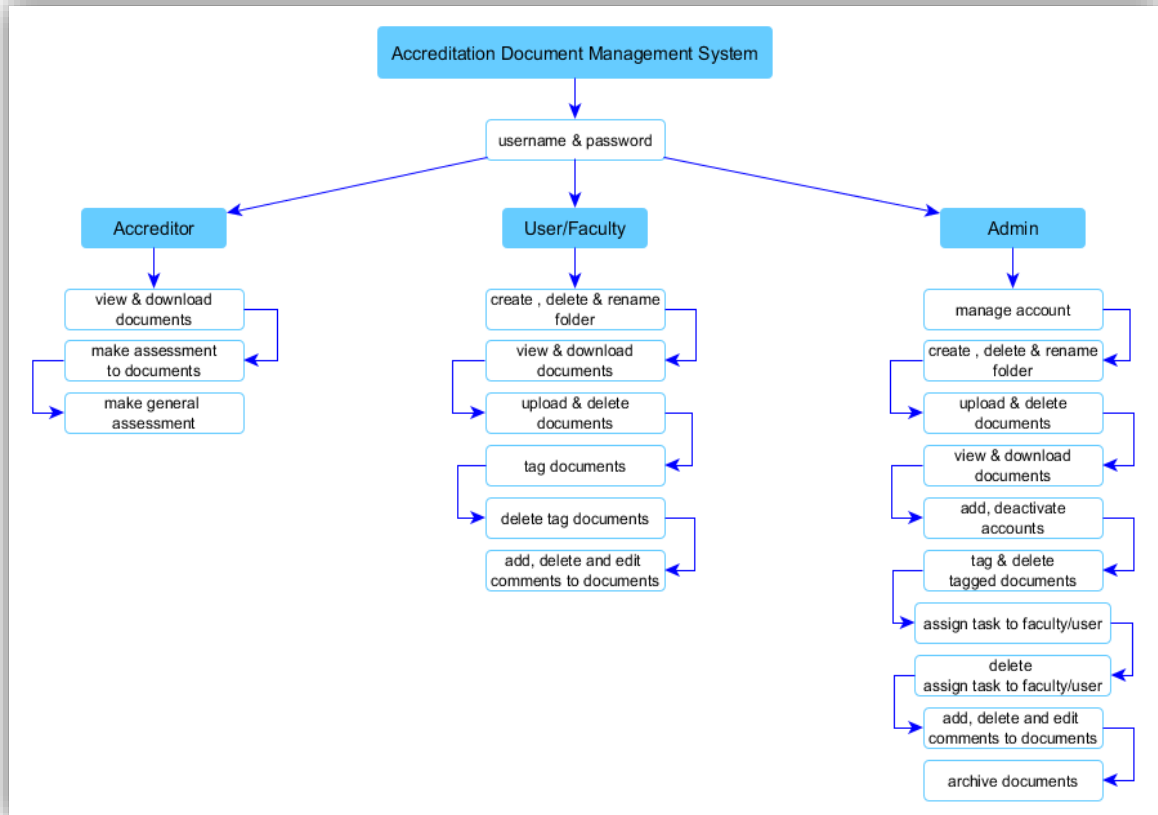 Accreditation Document Management System
username & password
Accreditor
view & download
documents
make assessment
to documents
make general
assessment
User/Faculty
create , delete & rename
folder
view & download
documents
upload & delete
documents
tag documents
delete tag documents
add, delete and edit
comments to documents
Admin
manage account
create , delete & rename
folder
upload & delete
documents
view & download
documents
add, deactivate
accounts
tag & delete
tagged documents
assign task to faculty/user
delete
assign task to faculty/user
add, delete and edit
comments to documents
archive documents